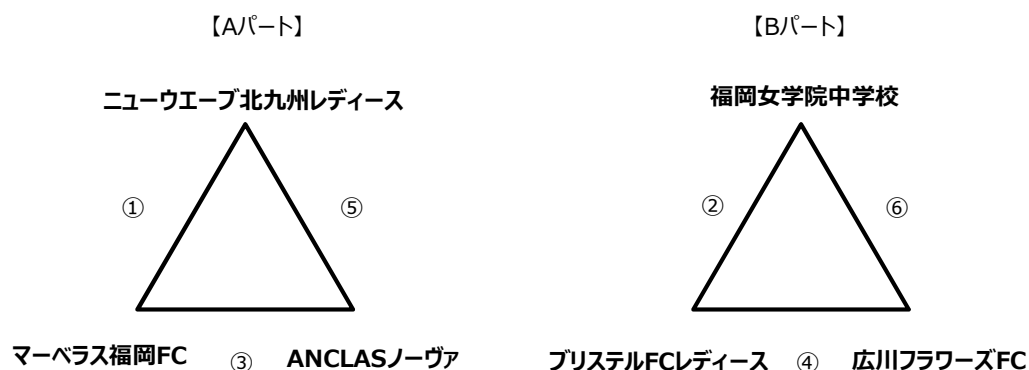 【Aパート】
【Bパート】
ニューウエーブ北九州レディース
福岡女学院中学校
①
⑤
②
⑥
マーベラス福岡FC
③
ANCLASノーヴァ
ブリステルFCレディース
④
広川フラワーズFC